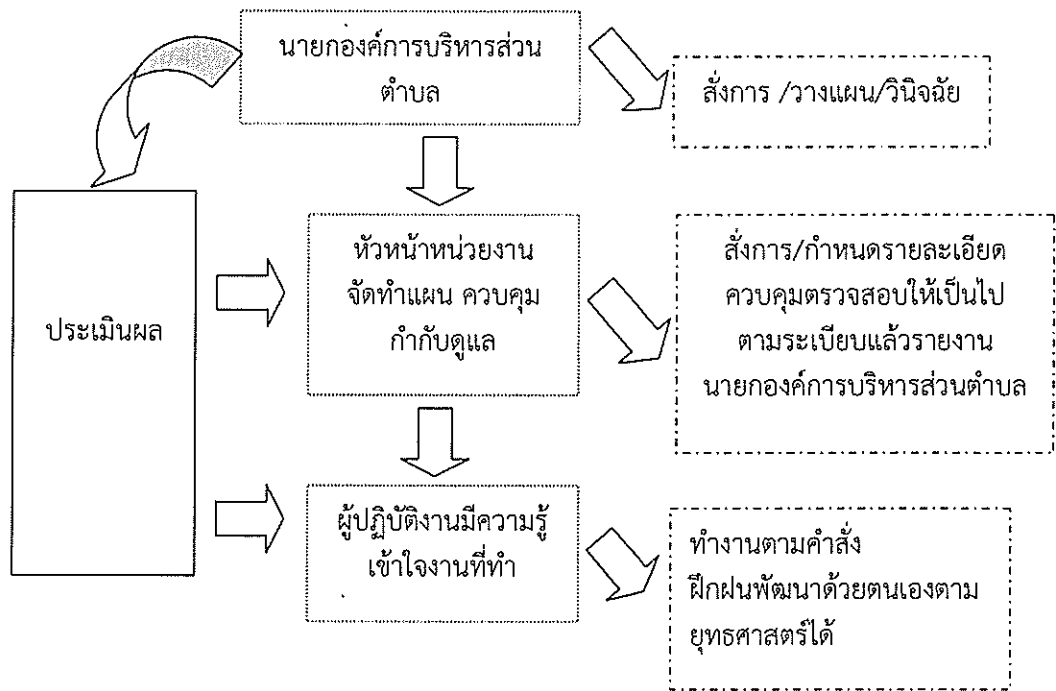 นายกองค์การบริหารส่วน
ตำบล
สั่งการ /วางแผน/วินิจฉัย
ประเมินผล
หัวหน้าหน่วยงาน
จัดทำแผน ควบคุม
กำกับดูแล
สั่งการ/กำหนดรายละเอียด
ควบคุมตรวจสอบให้เป็นไป
ตามระเบียบแล้วรายงาน
นายกองค์การบริหารส่วนตำบล
ผู้ปฏิบัติงานมีความรู้
เข้าใจงานที่ทำ
ทำงานตามคำสั่ง
ฝึกฝนพัฒนาด้วยตนเองตาม
ยุทธศาสตร์ได้